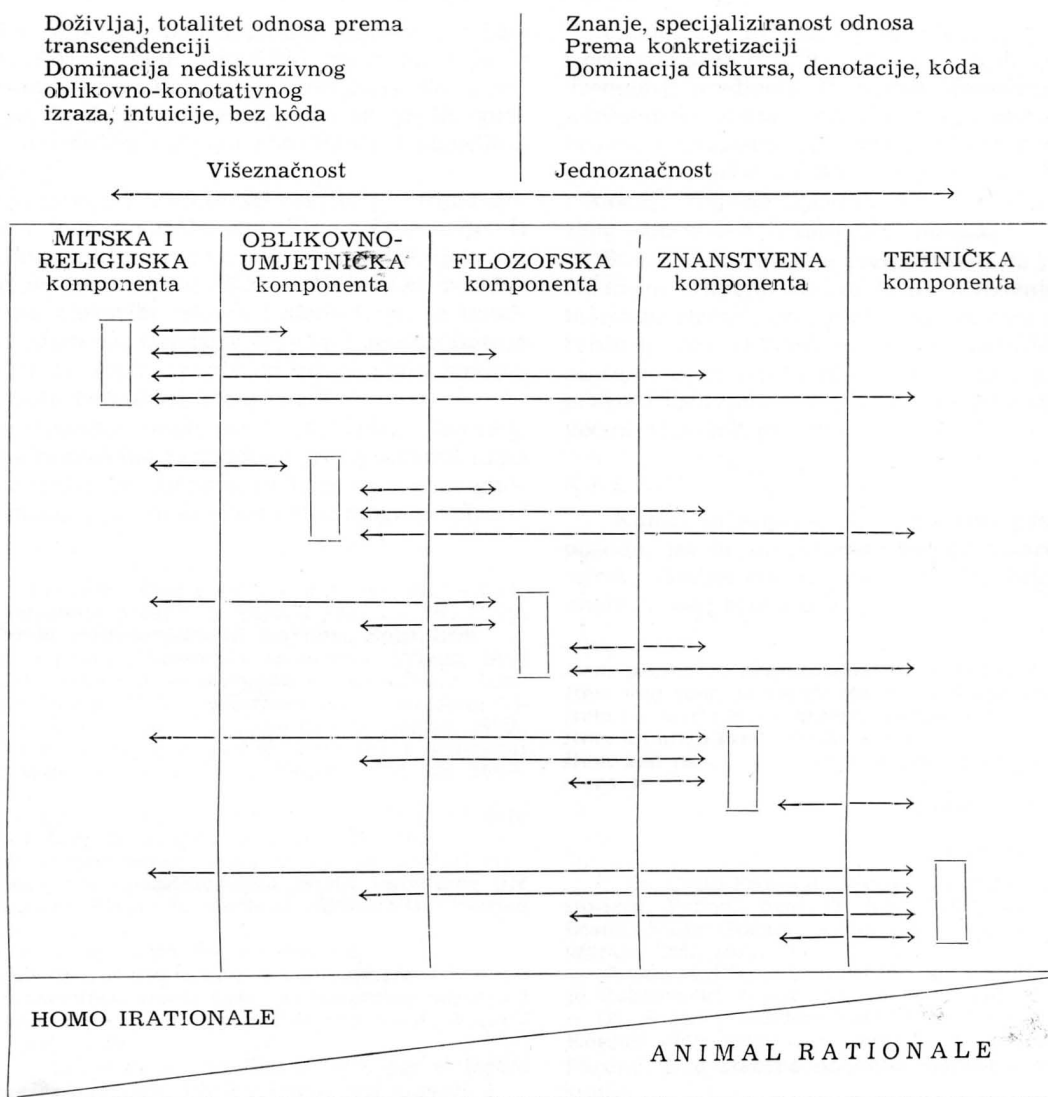 Doživljaj, totalitet odnosa prema
transcendenciji
Dominacija nediskurzivnog
oblikovno-konotativnog
izraza, intuicije, bez kôda
Znanje, specijaliziranost odnosa
Prema konkretizaciji
Dominacija diskursa, denotacije, kôda
Višeznačnost
Jednoznačnost
MITSKA I
RELIGIJSKA
komponenta
OBLIKOVNO-
UMJETNIČKA
komponenta
FILOZOFSKA
komponenta
ZNANSTVENA
komponenta
TEHNIČKA
komponenta
HOMO IRATIONALE
ANIMAL RATIONALE